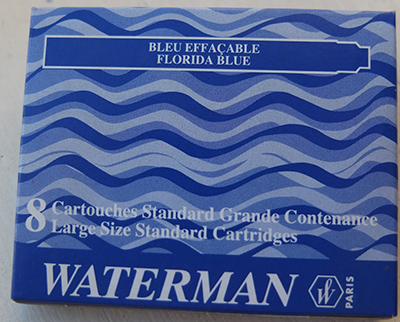 BLEU EFFAÇABLE
FLORIDA BLUE
8 Cartouches Standard Grande Contenance
Large Size Standard Cartridges
WATERMAN
PARIS